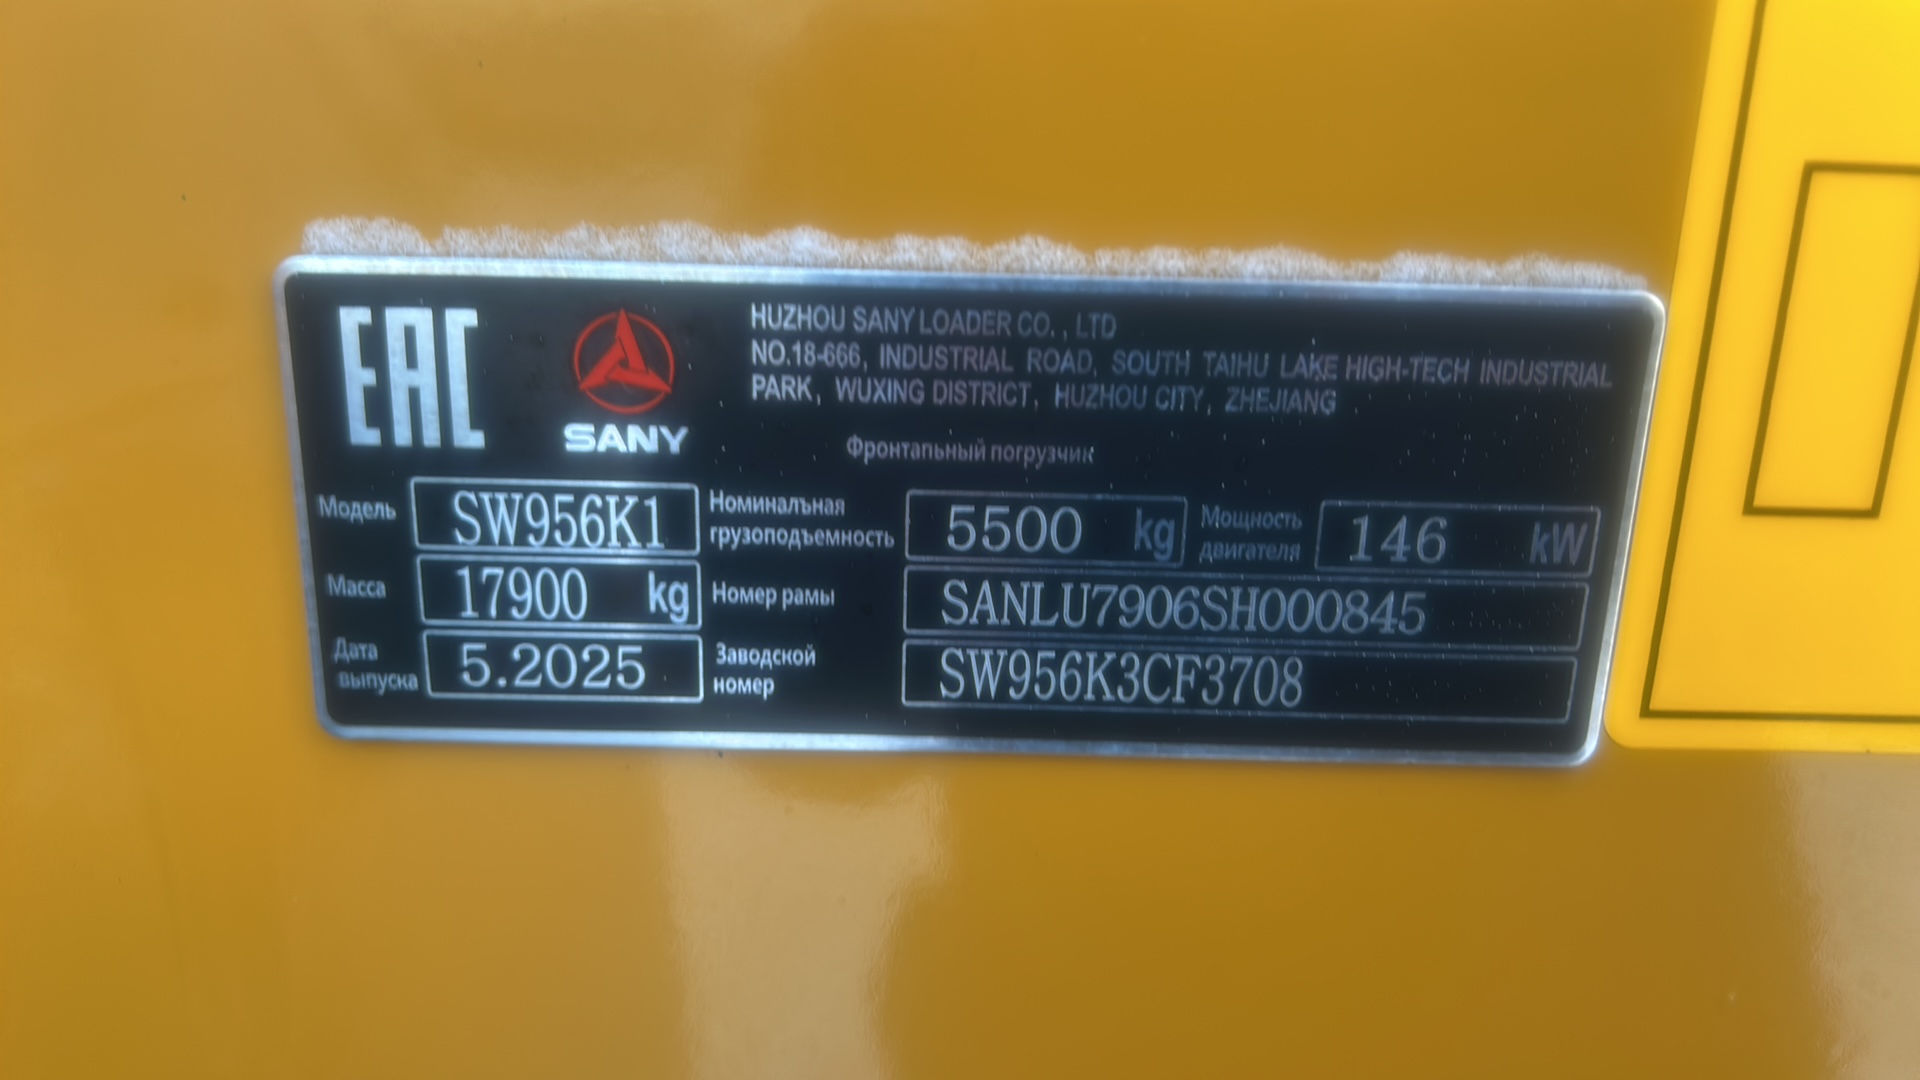 EAC
SANY
HUZHOU SANY LOADER CO., LTD
NO.18-666, INDUSTRIAL ROAD, SOUTH TAIHU LAKE HIGH-TECH INDUSTRIAL
PARK, WUXING DISTRICT, HUZHOU CITY, ZHEJIANG
Фронтапьный погрузчик
Модель SW956K1
Номиналъная
грузоподъемность 5500 kg
Мощность
двигателя 146 kW
Масса 17900 kg
Номер рамы SANLU7906SH000845
Дата
выпуска 5.2025
Заводской
номер SW956K3CF3708